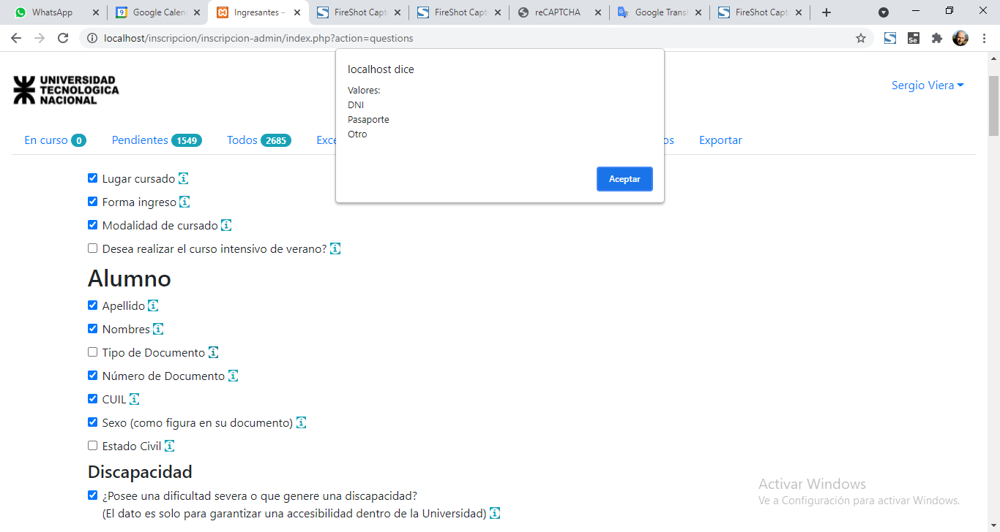 WhatsApp
Google Calen
Ingresantes –
FireShot Capt
FireShot Capt
reCAPTCHA
Google Transl
FireShot Capt
localhost/inscripcion/inscripcion-admin/index.php?action=questions
Se
localhost dice
Valores:
DNI
Pasaporte
Otro
Aceptar
UNIVERSIDAD
TECNOLOGICA
NACIONAL
Sergio Viera
En curso 0
Pendientes 1549
Todos 2685
Exce
os
Exportar
Lugar cursado
Forma ingreso
Modalidad de cursado
Desea realizar el curso intensivo de verano?
Alumno
Apellido
Nombres
Tipo de Documento
Número de Documento
CUIL
Sexo (como figura en su documento)
Estado Civil
Discapacidad
¿Posee una dificultad severa o que genere una discapacidad?
(El dato es solo para garantizar una accesibilidad dentro de la Universidad)
Activar Windows
Ve a Configuración para activar Windows.